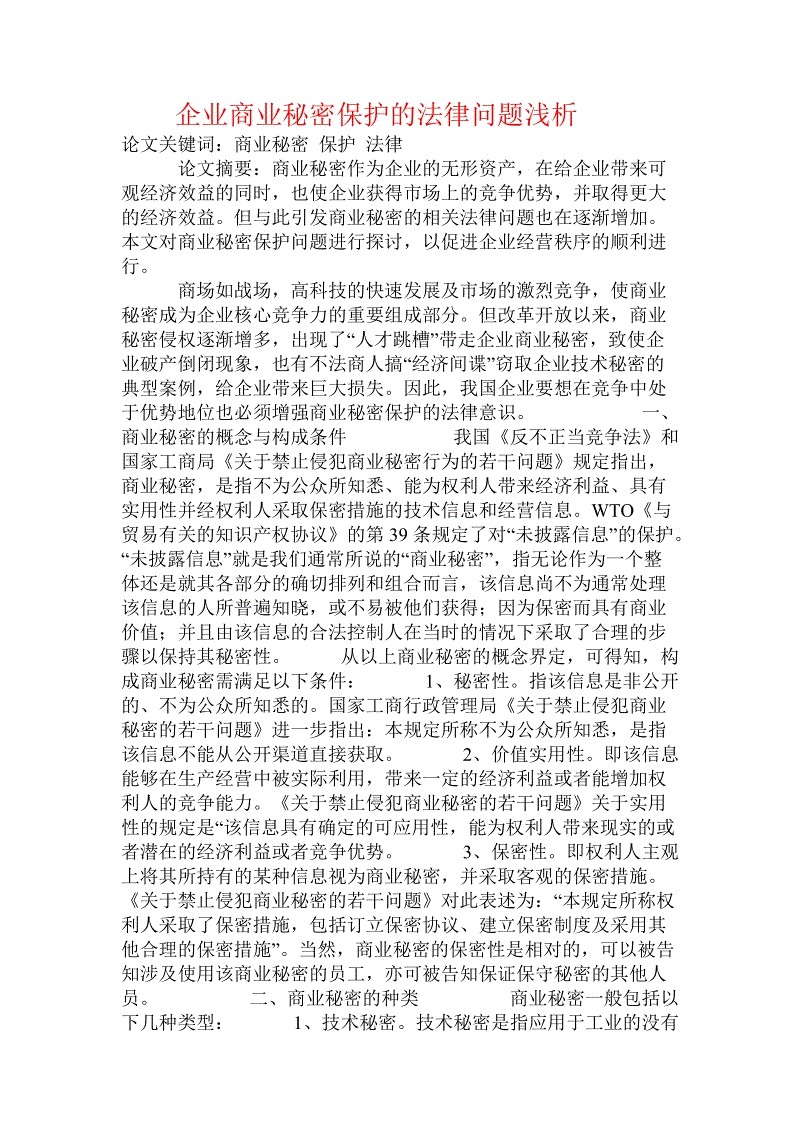 企业商业秘密保护的法律问题浅析
论文关键词：商业秘密 保护 法律
论文摘要：商业秘密作为企业的无形资产，在给企业带来可
观经济效益的同时，也使企业获得市场上的竞争优势，并取得更大
的经济效益。但与此引发商业秘密的相关法律问题也在逐渐增加。
本文对商业秘密保护问题进行探讨，以促进企业经营秩序的顺利进
行。
商场如战场，高科技的快速发展及市场的激烈竞争，使商业
秘密成为企业核心竞争力的重要组成部分。但改革开放以来，商业
秘密侵权逐渐增多，出现了“人才跳槽”带走企业商业秘密，致使企
业破产倒闭现象，也有不法商人搞“经济间谍”窃取企业技术秘密的
典型案例，给企业带来巨大损失。因此，我国企业要想在竞争中处
于优势地位也必须增强商业秘密保护的法律意识。 一、
商业秘密的概念与构成条件 我国《反不正当竞争法》和
国家工商局《关于禁止侵犯商业秘密行为的若干问题》规定指出，
商业秘密，是指不为公众所知悉、能为权利人带来经济利益、具有
实用性并经权利人采取保密措施的技术信息和经营信息。WTO《与
贸易有关的知识产权协议》的第 39 条规定了对“未披露信息”的保护。
“未披露信息”就是我们通常所说的“商业秘密”，指无论作为一个整
体还是就其各部分的确切排列和组合而言，该信息尚不为通常处理
该信息的人所普遍知晓，或不易被他们获得；因为保密而具有商业
价值；并且由该信息的合法控制人在当时的情况下采取了合理的步
骤以保持其秘密性。 从以上商业秘密的概念界定，可得知，构
成商业秘密需满足以下条件： 1、秘密性。指该信息是非公开
的、不为公众所知悉的。国家工商行政管理局《关于禁止侵犯商业
秘密的若干问题》进一步指出：本规定所称不为公众所知悉，是指
该信息不能从公开渠道直接获取。 2、价值实用性。即该信息
能够在生产经营中被实际利用，带来一定的经济利益或者能增加权
利人的竞争能力。《关于禁止侵犯商业秘密的若干问题》关于实用
性的规定是“该信息具有确定的可应用性，能为权利人带来现实的或
者潜在的经济利益或者竞争优势。 3、保密性。即权利人主观
上将其所持有的某种信息视为商业秘密，并采取客观的保密措施。
《关于禁止侵犯商业秘密的若干问题》对此表述为：“本规定所称权
利人采取了保密措施，包括订立保密协议、建立保密制度及采用其
他合理的保密措施”。当然，商业秘密的保密性是相对的，可以被告
知涉及使用该商业秘密的员工，亦可被告知保证保守秘密的其他人
员。 二、商业秘密的种类 商业秘密一般包括以
下几种类型： 1、技术秘密。技术秘密是指应用于工业的没有